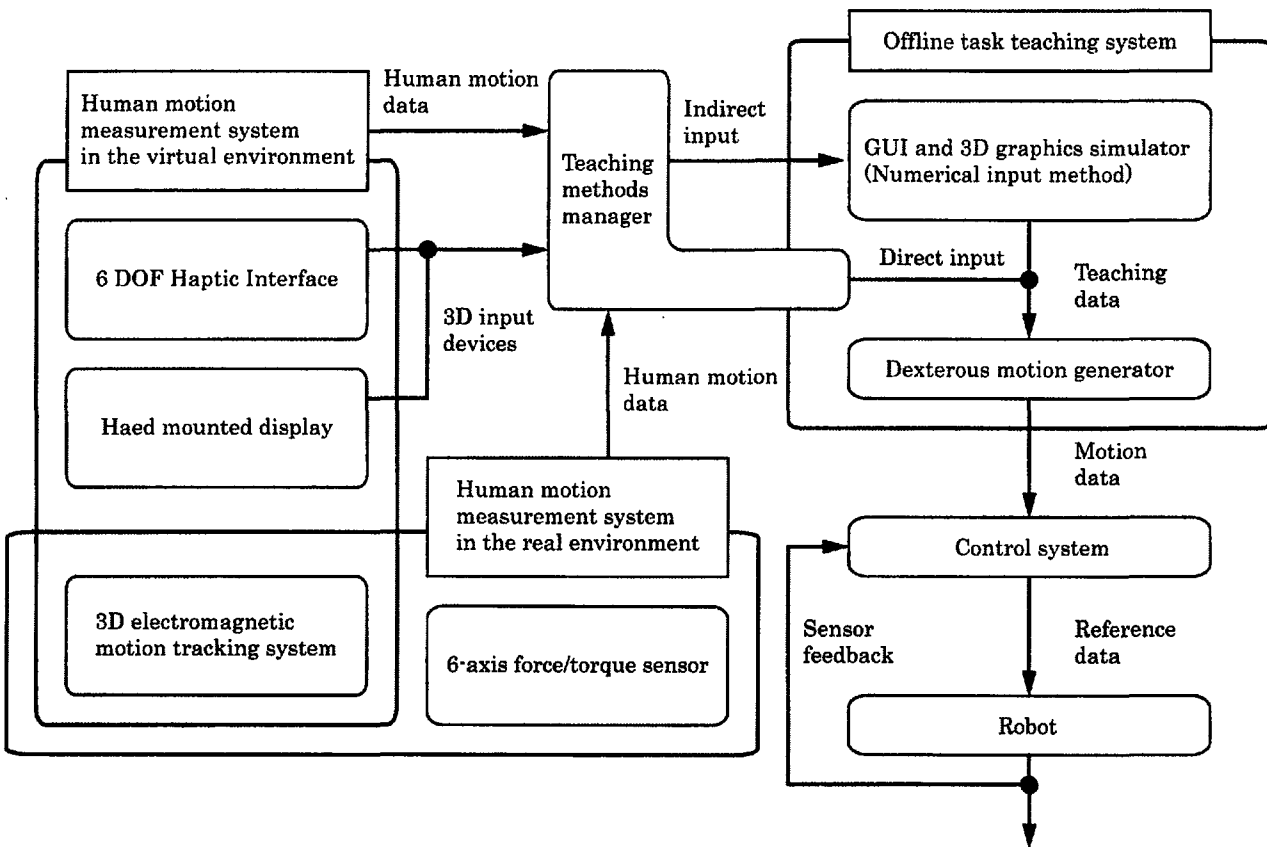 Offline task teaching system
Human motion
data
Human motion
measurement system
in the virtual environment
Indirect
input
GUI and 3D graphics simulator
(Numerical input method)
Teaching
methods
manager
6 DOF Haptic Interface
Direct input
Teaching
data
3D input
devices
Human motion
data
Dexterous motion generator
Haed mounted display
Motion
data
Human motion
measurement system
in the real environment
Control system
3D electromagnetic
motion tracking system
6-axis force/torque sensor
Sensor
feedback
Reference
data
Robot